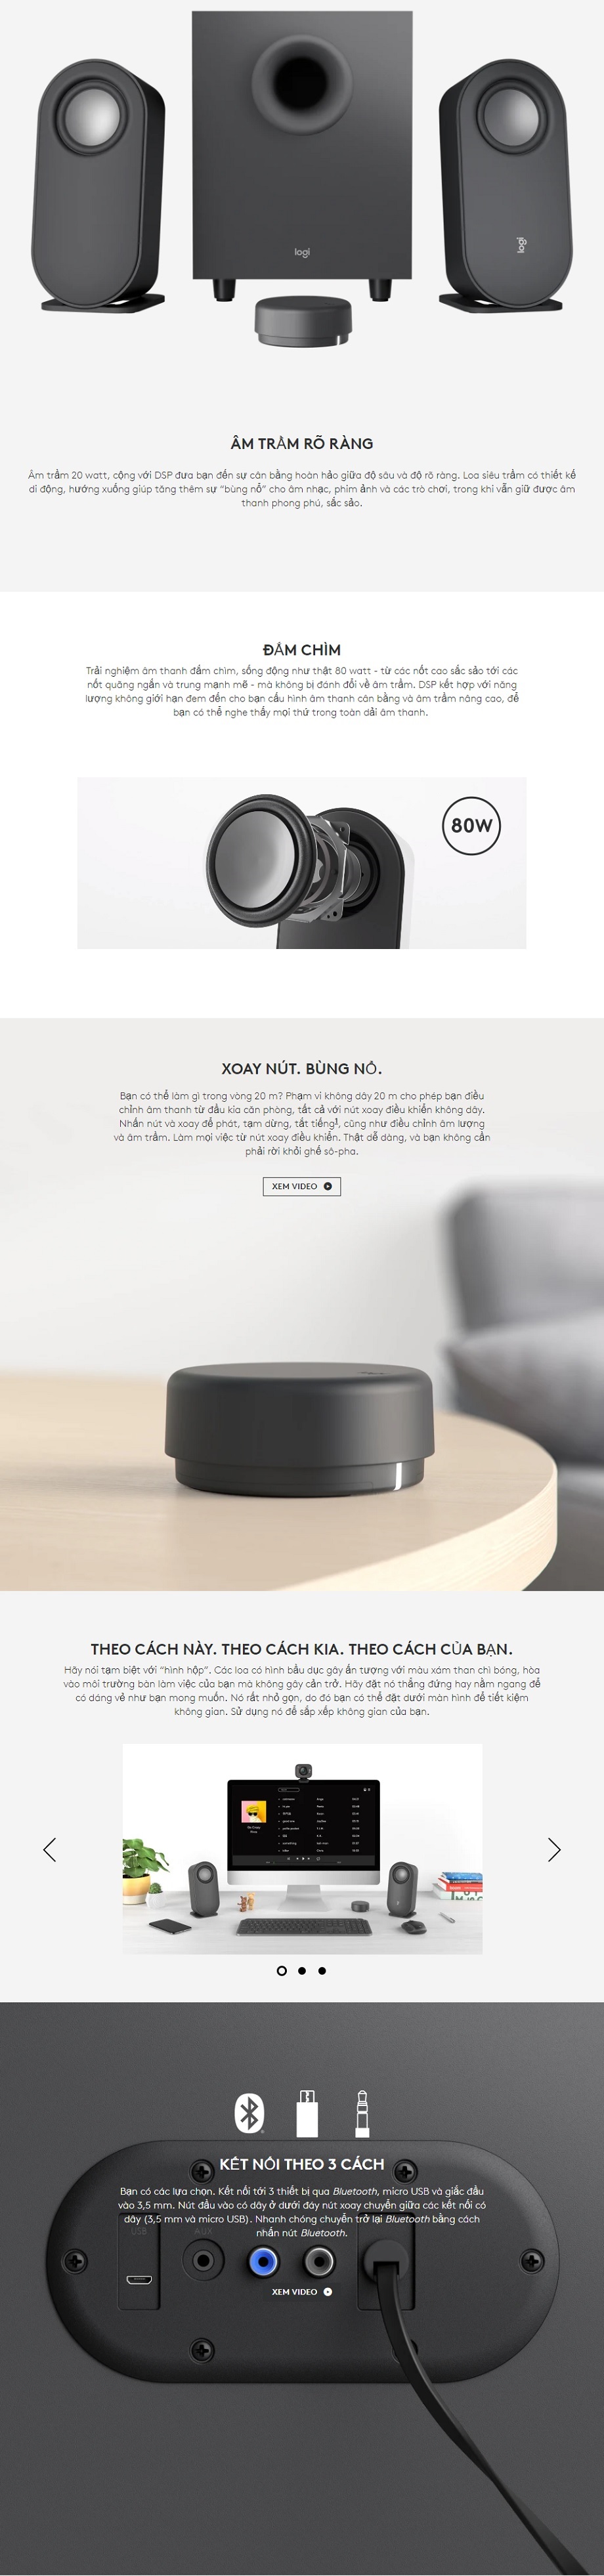 logi
logi
ÂM TRẦM RÕ RÀNG
Âm trầm 20 watt, cộng với DSP đưa bạn đến sự cân bằng hoàn hảo giữa độ sâu và độ rõ ràng. Loa siêu trầm có thiết kế
di động, hướng xuống giúp tăng thêm sự “bùng nổ” cho âm nhạc, phim ảnh và các trò chơi, trong khi vẫn giữ được âm
thanh phong phú, sắc sảo.
ĐẮM CHÌM
Trải nghiệm âm thanh đắm chìm, sống động như thật 80 watt - từ các nốt cao sắc sảo tới các
nốt quãng ngắn và trung mạnh mẽ - mà không bị đánh đổi về âm trầm. DSP kết hợp với năng
lượng không giới hạn đem đến cho bạn cấu hình âm thanh cân bằng và âm trầm nâng cao, để
bạn có thể nghe thấy mọi thứ trong toàn dải âm thanh.
80W
XOAY NÚT. BÙNG NỔ.
Bạn có thể làm gì trong vòng 20 m? Phạm vi không dây 20 m cho phép bạn điều
chỉnh âm thanh từ đầu kia căn phòng, tất cả với nút xoay điều khiển không dây.
Nhấn nút và xoay để phát, tạm dừng, tắt tiếng¹, cũng như điều chỉnh âm lượng
và âm trầm. Làm mọi việc từ nút xoay điều khiển. Thật dễ dàng, và bạn không cần
phải rời khỏi ghế sô-pha.
XEM VIDEO
THEO CÁCH NÀY. THEO CÁCH KIA. THEO CÁCH CỦA BẠN.
Hãy nói tạm biệt với “hình hộp”. Các loa có hình bầu dục gây ấn tượng với màu xám than chì bóng, hòa
vào môi trường bàn làm việc của bạn mà không gây cản trở. Hãy đặt nó thẳng đứng hay nằm ngang để
có dáng vẻ như bạn mong muốn. Nó rất nhỏ gọn, do đó bạn có thể đặt dưới màn hình để tiết kiệm
không gian. Sử dụng nó để sắp xếp không gian của bạn.
KẾT NỐI THEO 3 CÁCH
Bạn có các lựa chọn. Kết nối tới 3 thiết bị qua Bluetooth, micro USB và giắc đầu
vào 3,5 mm. Nút đầu vào có dây ở dưới đáy nút xoay chuyển giữa các kết nối có
dây (3,5 mm và micro USB). Nhanh chóng chuyển trở lại Bluetooth bằng cách
nhấn nút Bluetooth.
USB AUX
XEM VIDEO